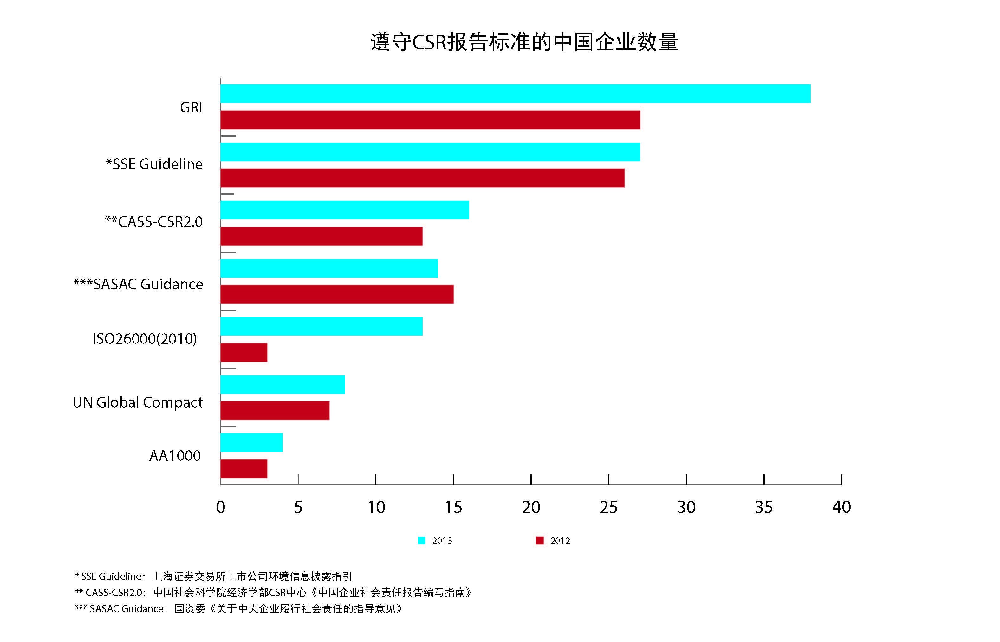 遵守CSR报告标准的中国企业数量
GRI
*SSE Guideline
**CASS-CSR2.0
***SASAC Guidance
ISO26000(2010)
UN Global Compact
AA1000
0 5 10 15 20 25 30 35 40
2013 2012
* SSE Guideline：上海证券交易所上市公司环境信息披露指引
** CASS-CSR2.0：中国社会科学院经济学部CSR中心《中国企业社会责任报告编写指南》
*** SASAC Guidance：国资委《关于中央企业履行社会责任的指导意见》